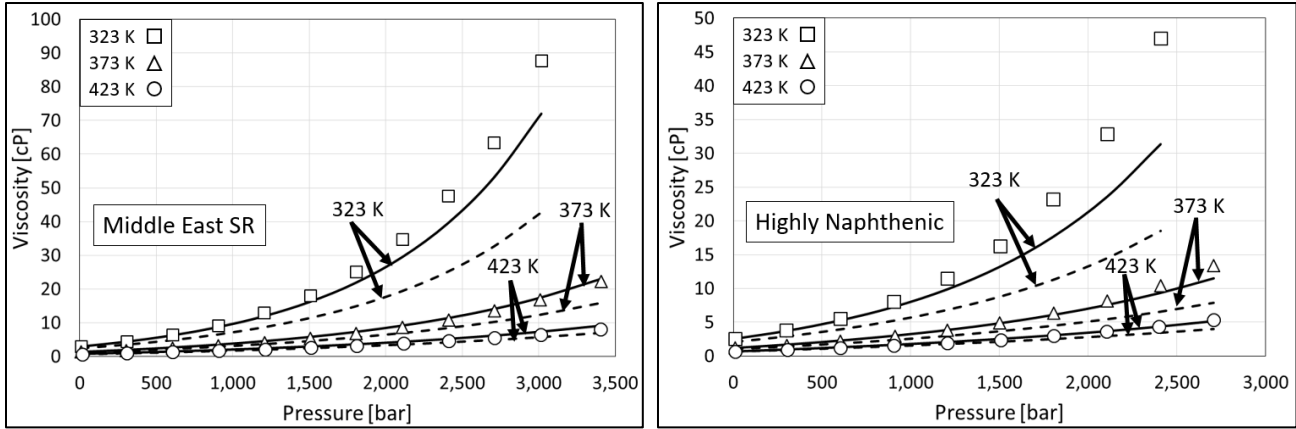 100
90
80
70
60
50
40
30
20
10
0
Viscosity [cP]
323 K
373 K
423 K
Middle East SR
323 K
373 K
423 K
0
500
1,000
1,500
2,000
2,500
3,000
3,500
Pressure [bar]
50
45
40
35
30
25
20
15
10
5
0
Viscosity [cP]
323 K
373 K
423 K
Highly Naphthenic
323 K
373 K
423 K
0
500
1,000
1,500
2,000
2,500
3,000
Pressure [bar]